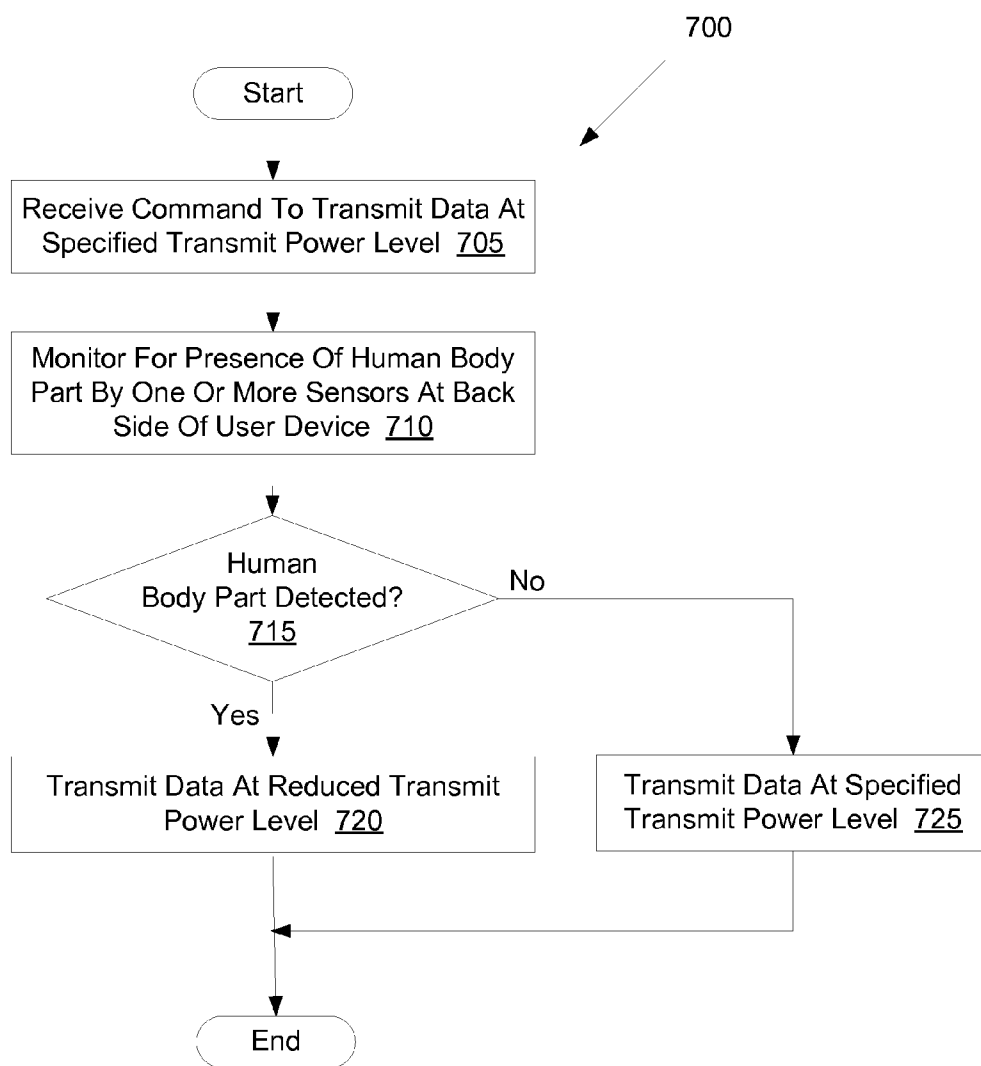 700
Start
Receive Command To Transmit Data At
Specified Transmit Power Level 705
Monitor For Presence Of Human Body
Part By One Or More Sensors At Back
Side Of User Device 710
Human
Body Part Detected?
715
No
Yes
Transmit Data At Reduced Transmit
Power Level 720
Transmit Data At Specified
Transmit Power Level 725
End